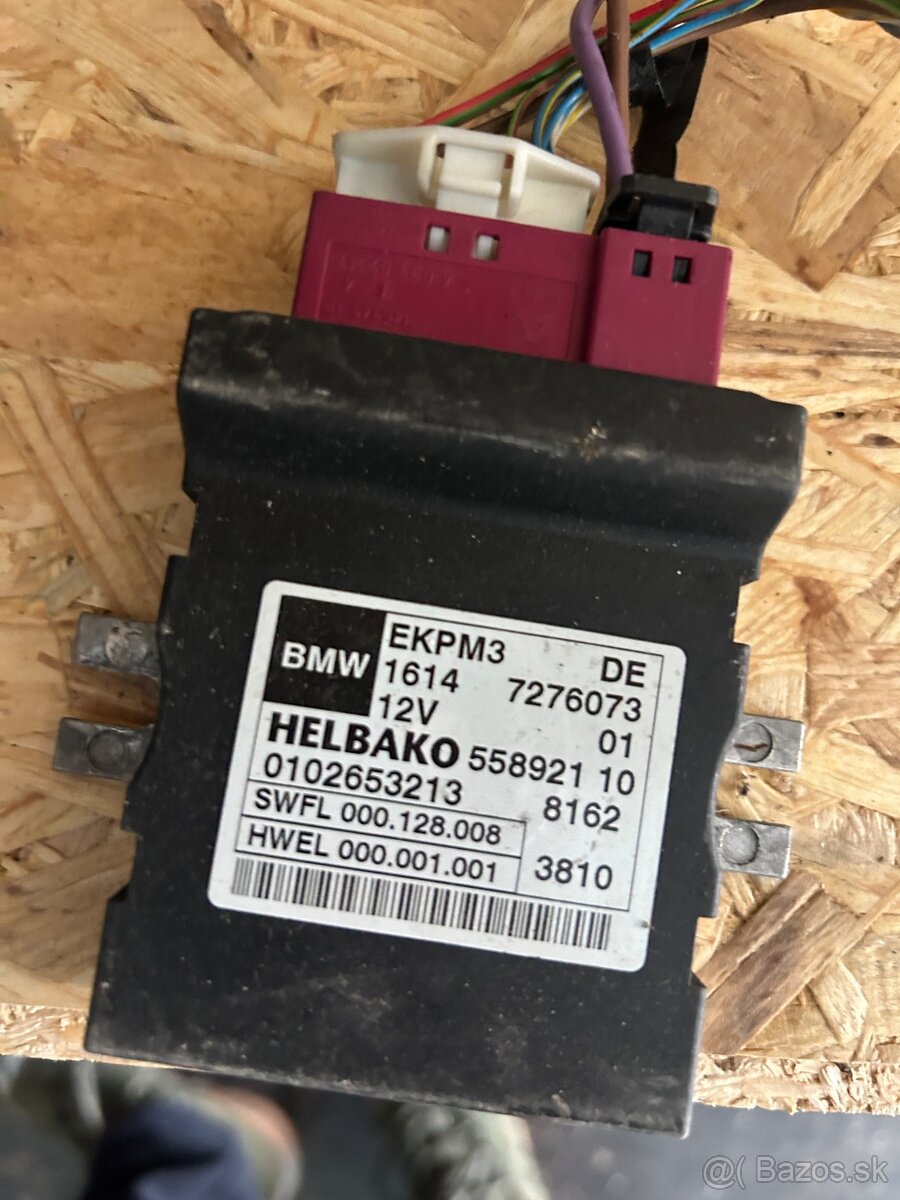 BMW
EKPM3 DE
1614 7276073
12V 01
HELBAKO 558921 10
0102653213 8162
SWFL 000.128.008
HWEL 000.001.001 3810
@( Bazos.sk